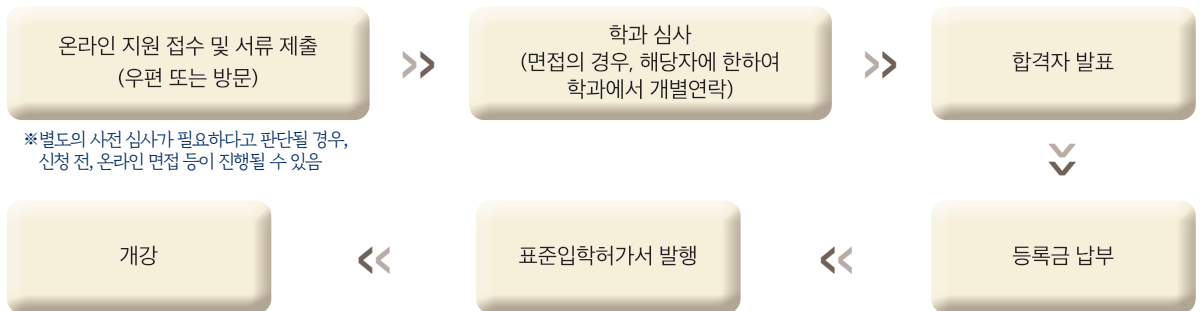 온라인 지원 접수 및 서류 제출
(우편 또는 방문)
※별도의 사전 심사가 필요하다고 판단될 경우,
신청 전, 온라인 면접 등이 진행될 수 있음
학과 심사
(면접의 경우, 해당자에 한하여
학과에서 개별연락)
합격자 발표
등록금 납부
표준입학허가서 발행
개강